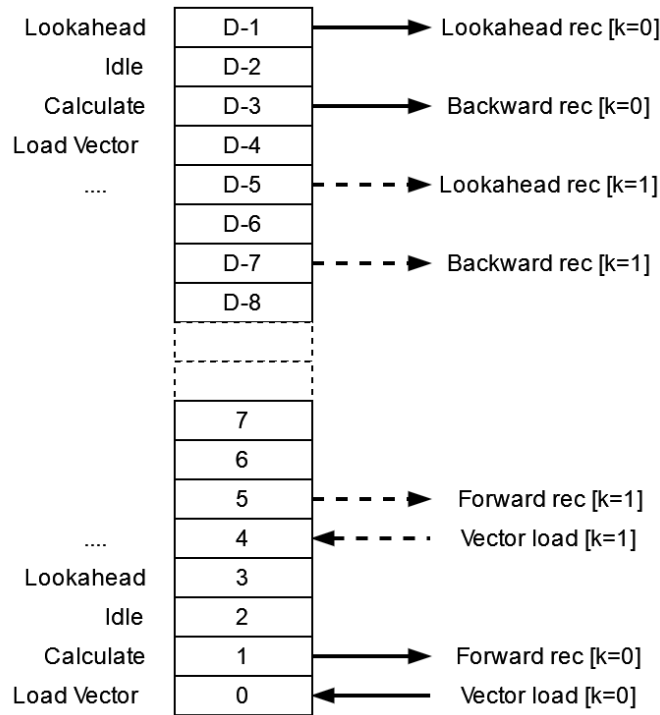 Lookahead D-1 Lookahead rec [k=0]
Idle D-2
Calculate D-3 Backward rec [k=0]
Load Vector D-4
.... D-5 Lookahead rec [k=1]
D-6
D-7 Backward rec [k=1]
D-8
7
6
5 Forward rec [k=1]
.... 4 Vector load [k=1]
Lookahead 3
Idle 2
Calculate 1 Forward rec [k=0]
Load Vector 0 Vector load [k=0]